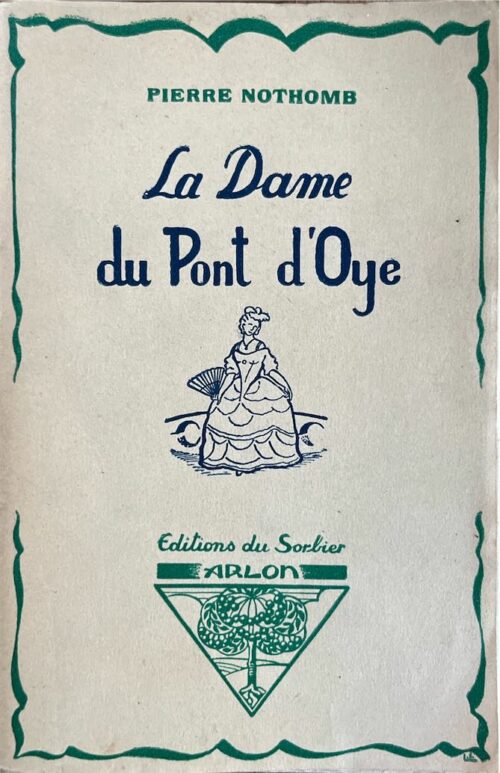 PIERRE NOTHOMB
La Dame
du Pont d'Oye
Editions du Sorbier
ARLON